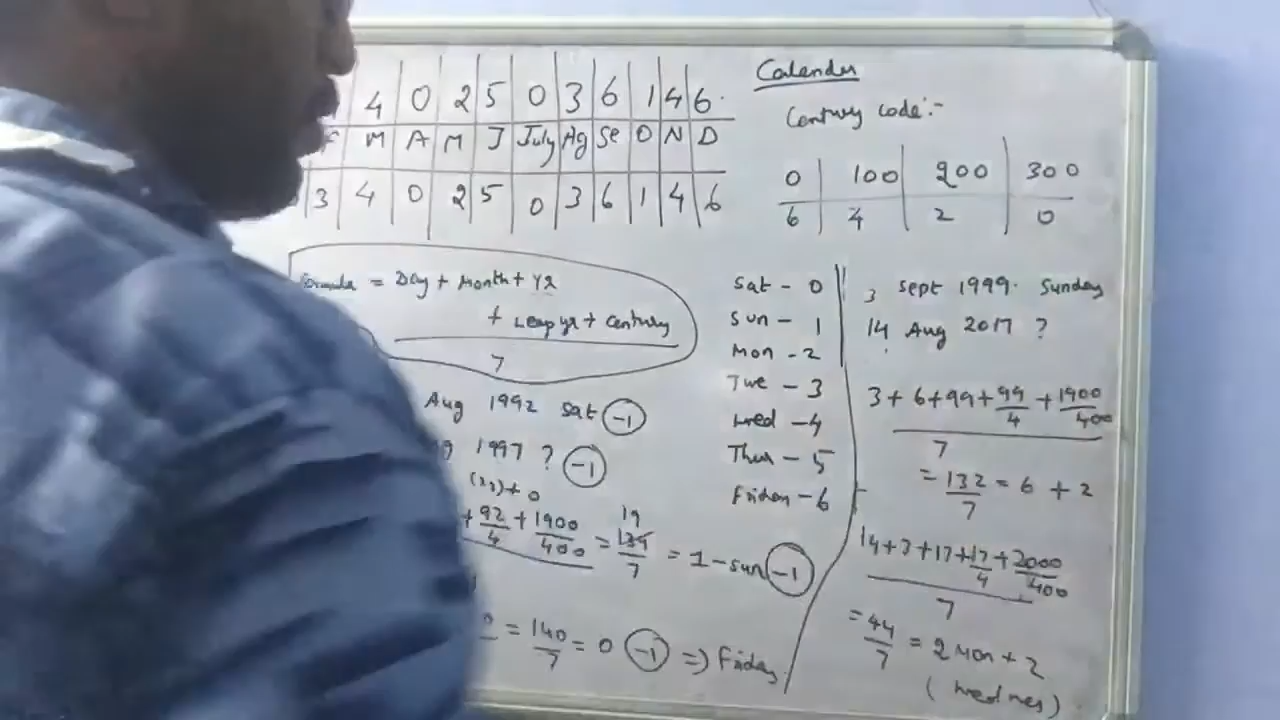 4 0 2 5 0 3 6 1 4 6
M A M J July Ag Se O N D
3 4 0 2 5 0 3 6 1 4 6
= Day + Month + Yr
+ Leap yr + Century
7
Aug 1992 Sat -1
1997 ? -1
+ 92/4 + 1900/400 = 134/7 = 1 - sun -1
19
= 140/7 = 0 -1 => Friday
Calender
Century code :-
0 100 200 300
6 4 2 0
Sat - 0
Sun - 1
Mon - 2
Tue - 3
Wed - 4
Thus - 5
Friday - 6
3 Sept 1999. Sunday
14 Aug 2017 ?
3 + 6 + 99 + 99/4 + 1900/400
7
= 132/7 = 6 + 2
14 + 3 + 17 + 17/4 + 2000/400
7
= 44/7 = 2 Mon + 2
(Wednes)